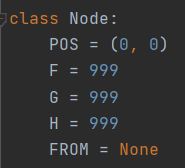 class Node:
    POS = (0, 0)
    F = 999
    G = 999
    H = 999
    FROM = None